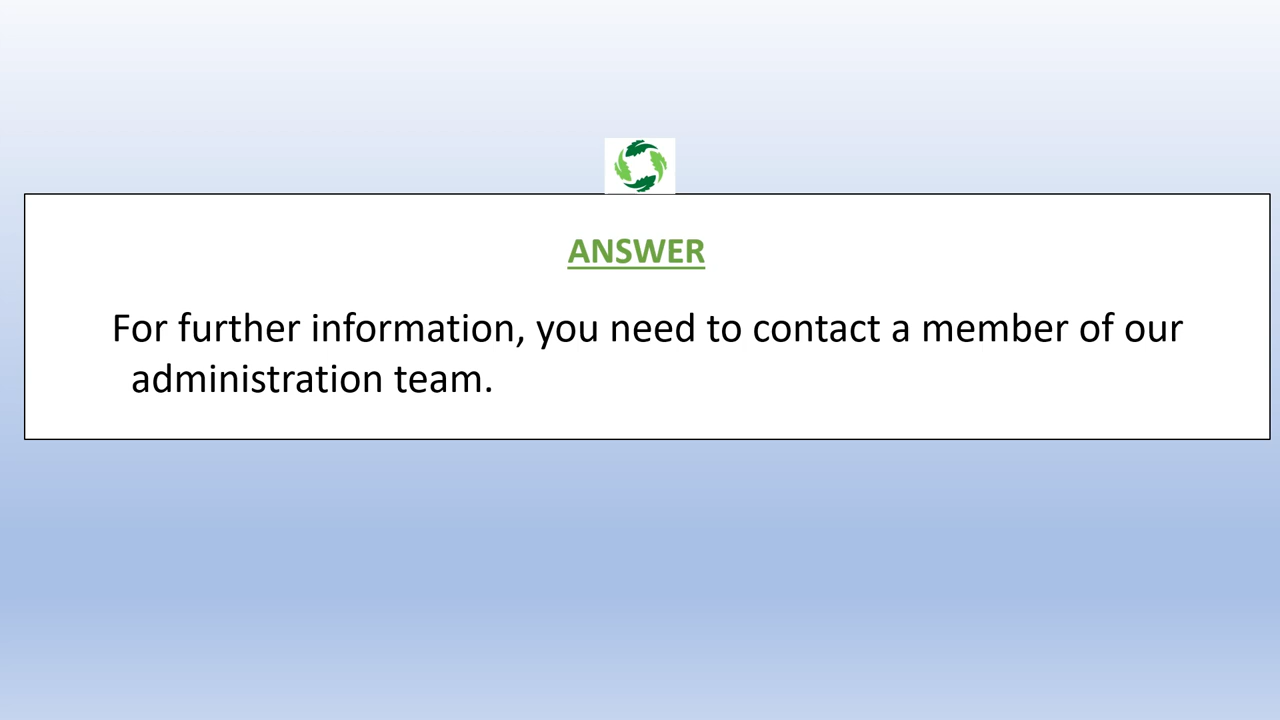 ANSWER
For further information, you need to contact a member of our
administration team.